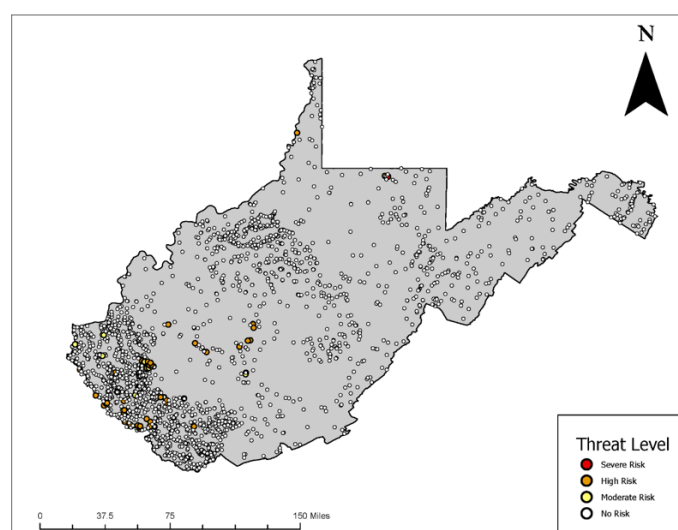 N
Threat Level
Severe Risk
High Risk
Moderate Risk
No Risk
0 37.5 75 150 Miles